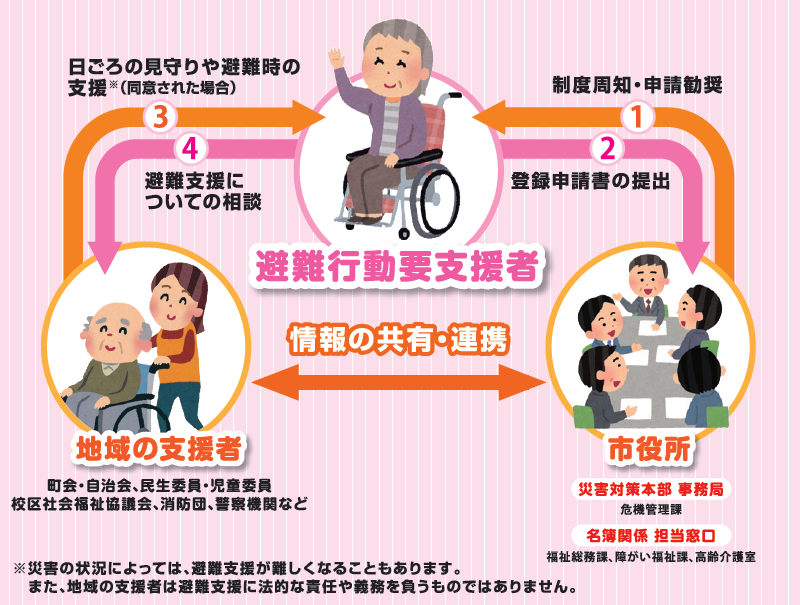 日ごろの見守りや避難時の
支援※(同意された場合)
3
4
避難支援に
ついての相談
制度周知・申請勧奨
1
2
登録申請書の提出
避難行動要支援者
情報の共有・連携
地域の支援者
町会・自治会、民生委員・児童委員
校区社会福祉協議会、消防団、警察機関など
市役所
災害対策本部 事務局
危機管理課
名簿関係 担当窓口
福祉総務課、障がい福祉課、高齢介護室
※災害の状況によっては、避難支援が難しくなることもあります。
また、地域の支援者は避難支援に法的な責任や義務を負うものではありません。